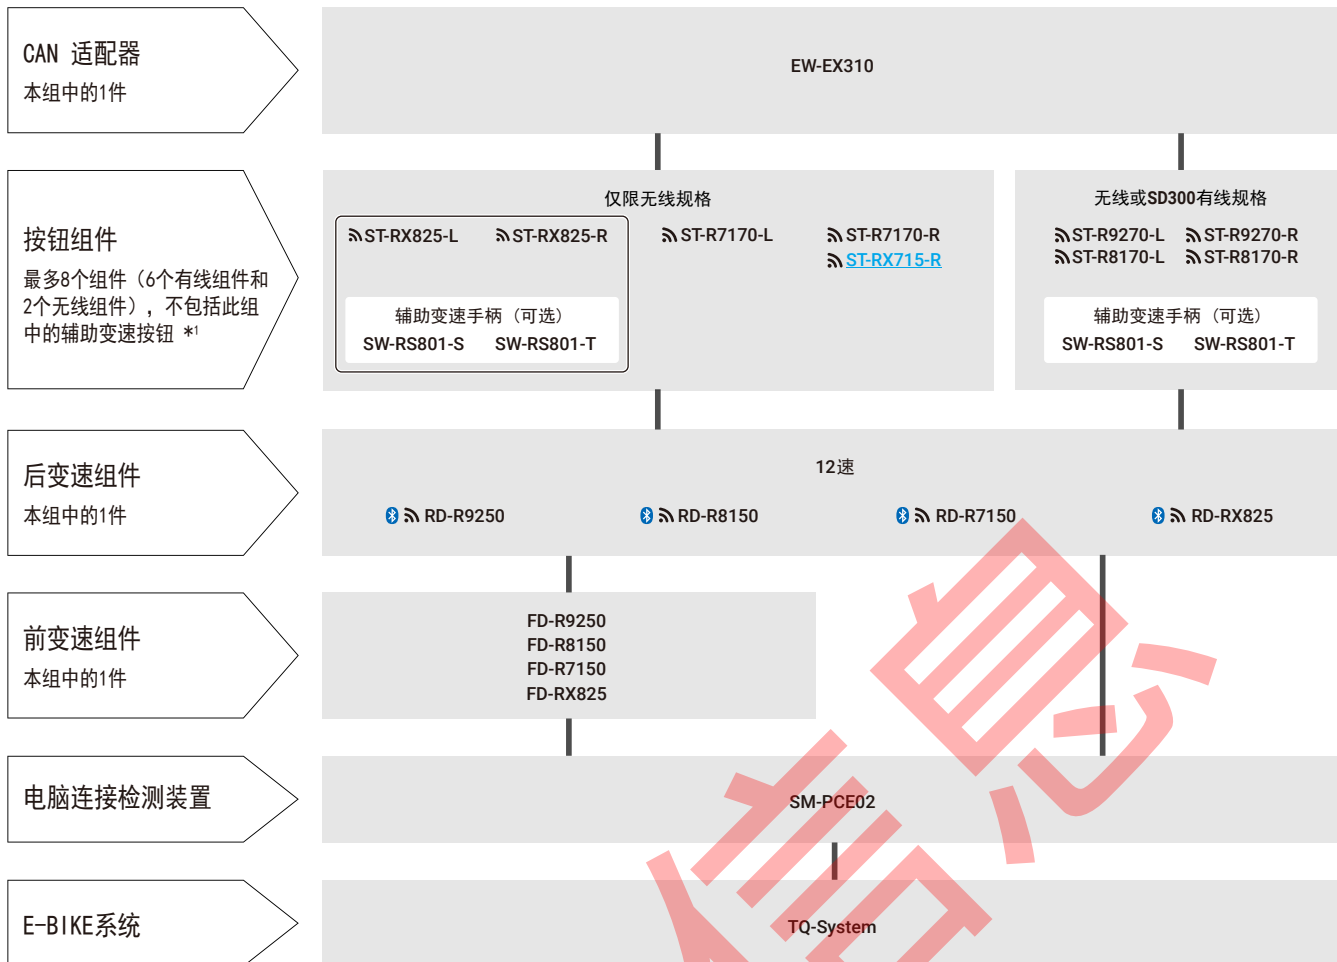 CAN 适配器
本组中的1件
EW-EX310
按钮组件
最多8个组件（6个有线组件和
2个无线组件），不包括此组
中的辅助变速按钮 *1
仅限无线规格
ST-RX825-L ST-RX825-R ST-R7170-L ST-R7170-R
ST-RX715-R
辅助变速手柄（可选）
SW-RS801-S SW-RS801-T
无线或SD300有线规格
ST-R9270-L ST-R9270-R
ST-R8170-L ST-R8170-R
辅助变速手柄（可选）
SW-RS801-S SW-RS801-T
后变速组件
本组中的1件
12速
RD-R9250 RD-R8150 RD-R7150 RD-RX825
前变速组件
本组中的1件
FD-R9250
FD-R8150
FD-R7150
FD-RX825
电脑连接检测装置
SM-PCE02
E-BIKE系统
TQ-System
信息